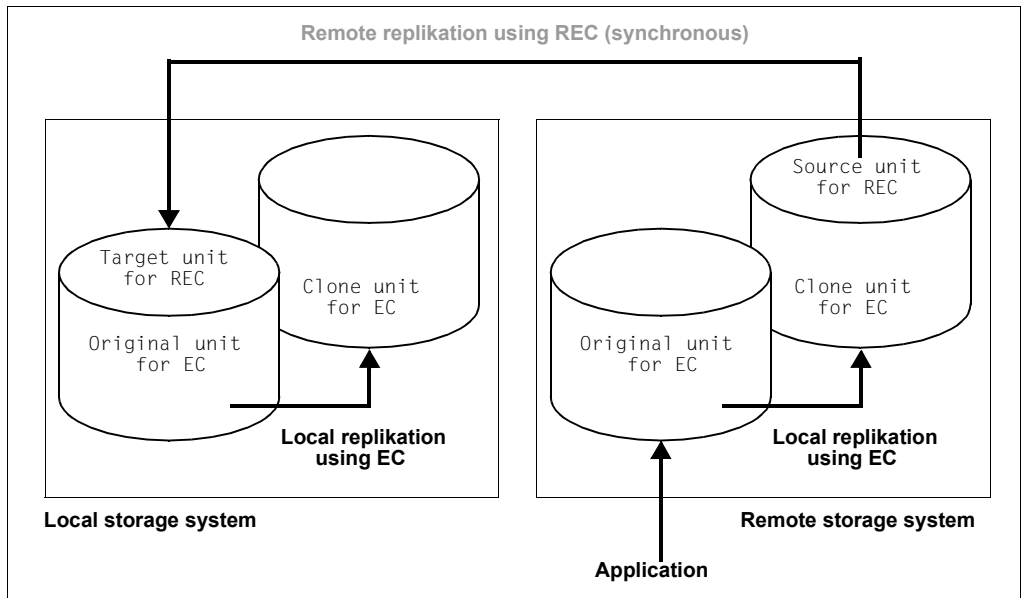 Remote replikation using REC (synchronous)
Source unit
for REC
Target unit
for REC
Clone unit
for EC
Clone unit
for EC
Original unit
for EC
Original unit
for EC
Local replikation
using EC
Local replikation
using EC
Local storage system
Remote storage system
Application